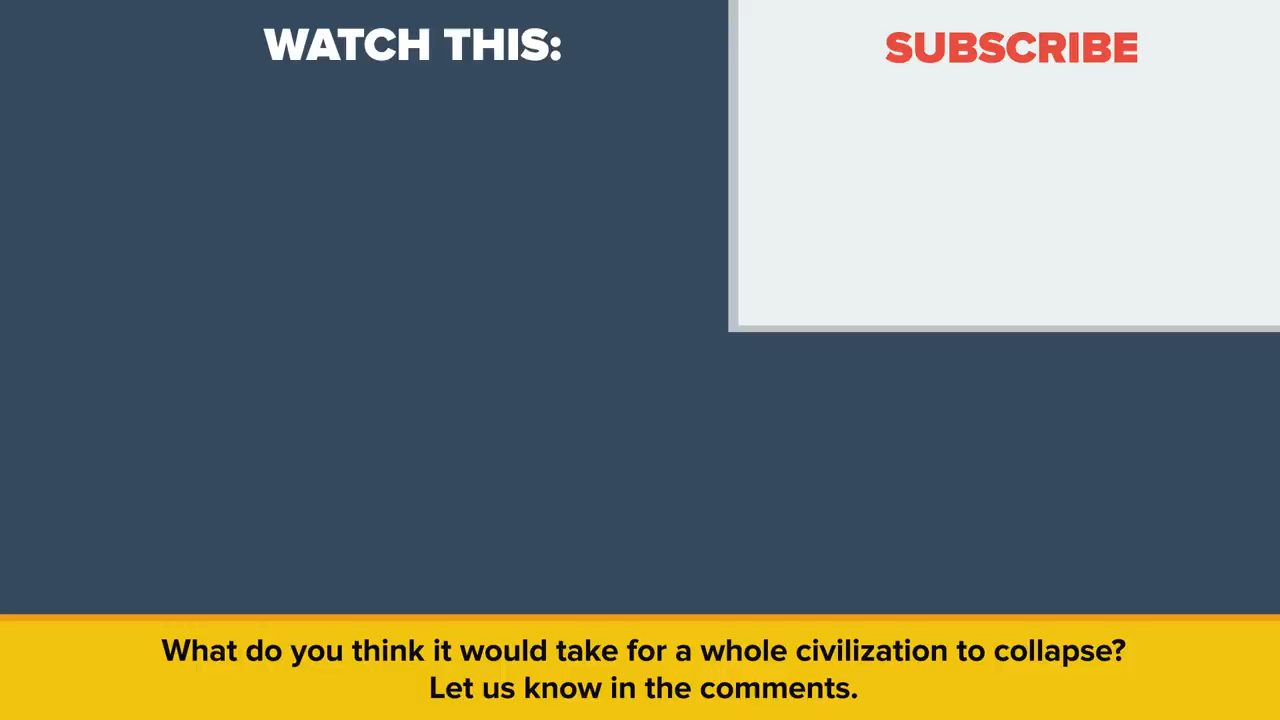 WATCH THIS:
SUBSCRIBE
What do you think it would take for a whole civilization to collapse?
Let us know in the comments.